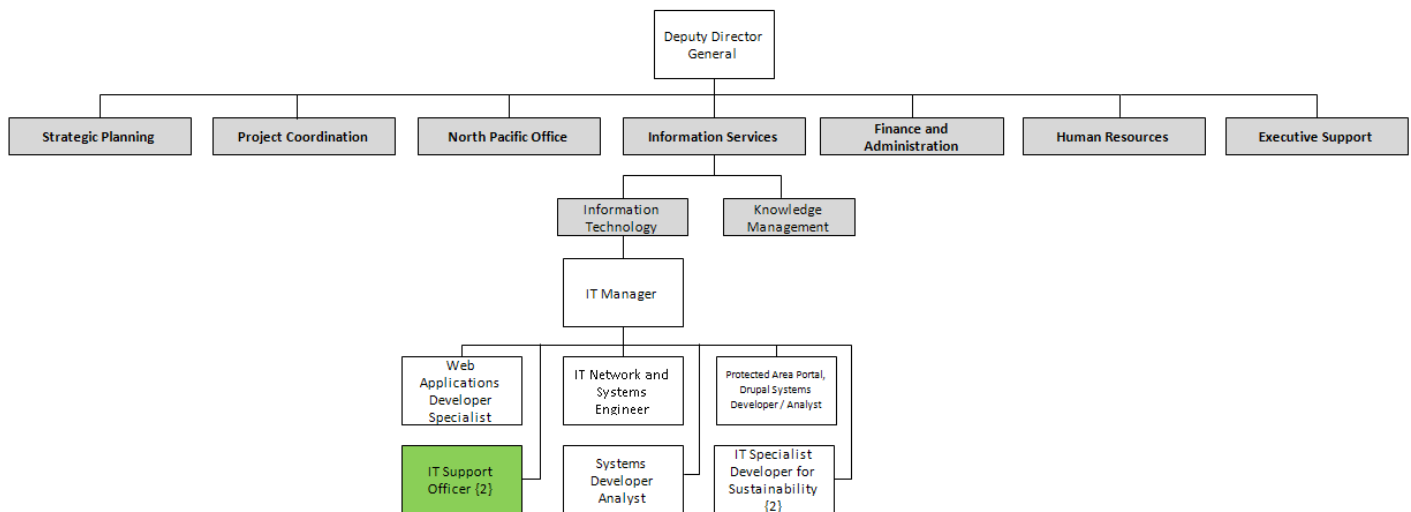 Deputy Director
General
Strategic Planning
Project Coordination
North Pacific Office
Information Services
Finance and
Administration
Human Resources
Executive Support
Information
Technology
Knowledge
Management
IT Manager
Web
Applications
Developer
Specialist
IT Network and
Systems
Engineer
Protected Area Portal,
Drupal Systems
Developer / Analyst
IT Support
Officer {2}
Systems
Developer
Analyst
IT Specialist
Developer for
Sustainability
{2}